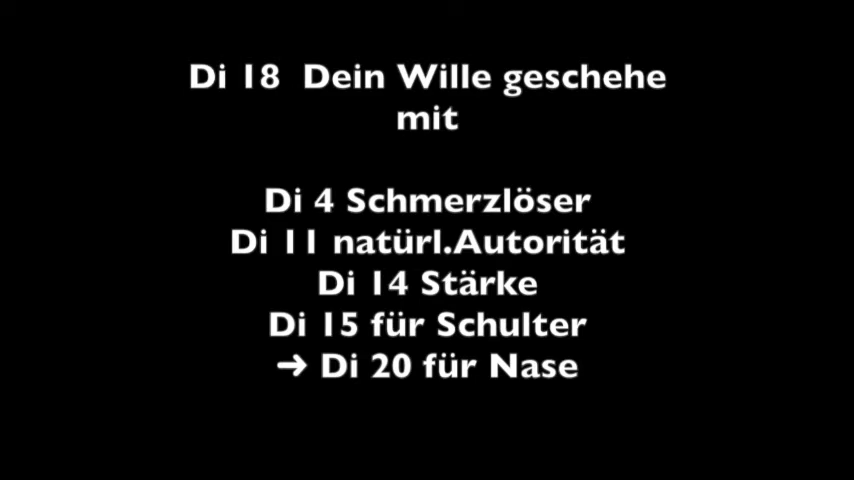 Di 18 Dein Wille geschehe
mit
Di 4 Schmerzlöser
Di 11 natürl.Autorität
Di 14 Stärke
Di 15 für Schulter
➜ Di 20 für Nase